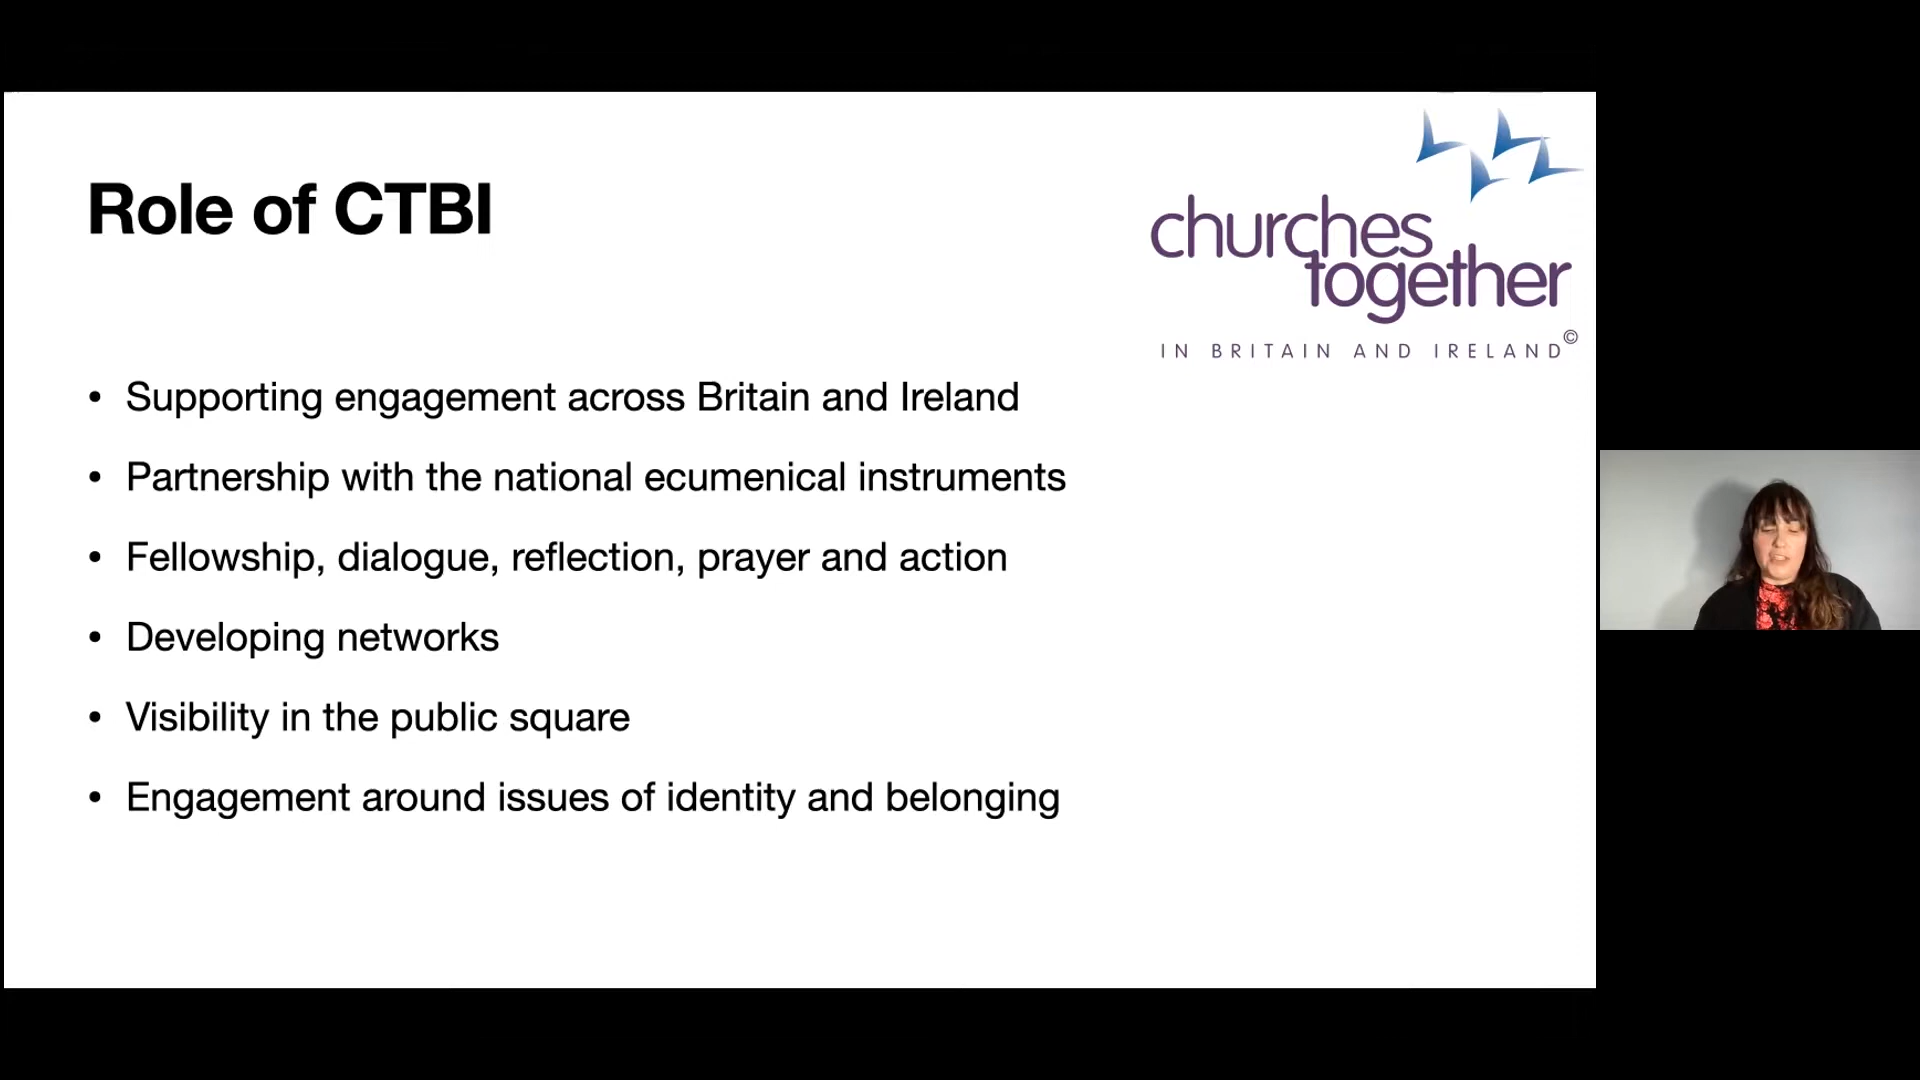 Role of CTBI
churches
together
IN BRITAIN AND IRELAND©
• Supporting engagement across Britain and Ireland
• Partnership with the national ecumenical instruments
• Fellowship, dialogue, reflection, prayer and action
• Developing networks
• Visibility in the public square
• Engagement around issues of identity and belonging